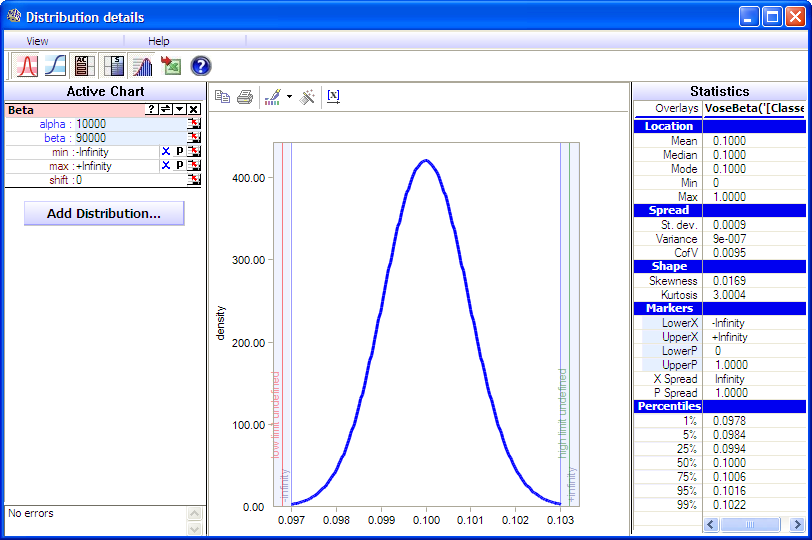 Distribution details
View Help
Active Chart
Beta
alpha : 10000
beta : 90000
min : -Infinity X p
max : +Infinity X p
shift : 0
Add Distribution...
No errors
density
400.00
300.00
200.00
100.00
0.00
0.097 0.098 0.099 0.100 0.101 0.102 0.103
low limit undefined
-Infinity
high limit undefined
+Infinity
Statistics
Overlays VoseBeta('[Classe
Location
Mean 0.1000
Median 0.1000
Mode 0.1000
Min 0
Max 1.0000
Spread
St. dev. 0.0009
Variance 9e-007
CofV 0.0095
Shape
Skewness 0.0169
Kurtosis 3.0004
Markers
LowerX -Infinity
UpperX +Infinity
LowerP 0
UpperP 1.0000
X Spread Infinity
P Spread 1.0000
Percentiles
1% 0.0978
5% 0.0984
25% 0.0994
50% 0.1000
75% 0.1006
95% 0.1016
99% 0.1022